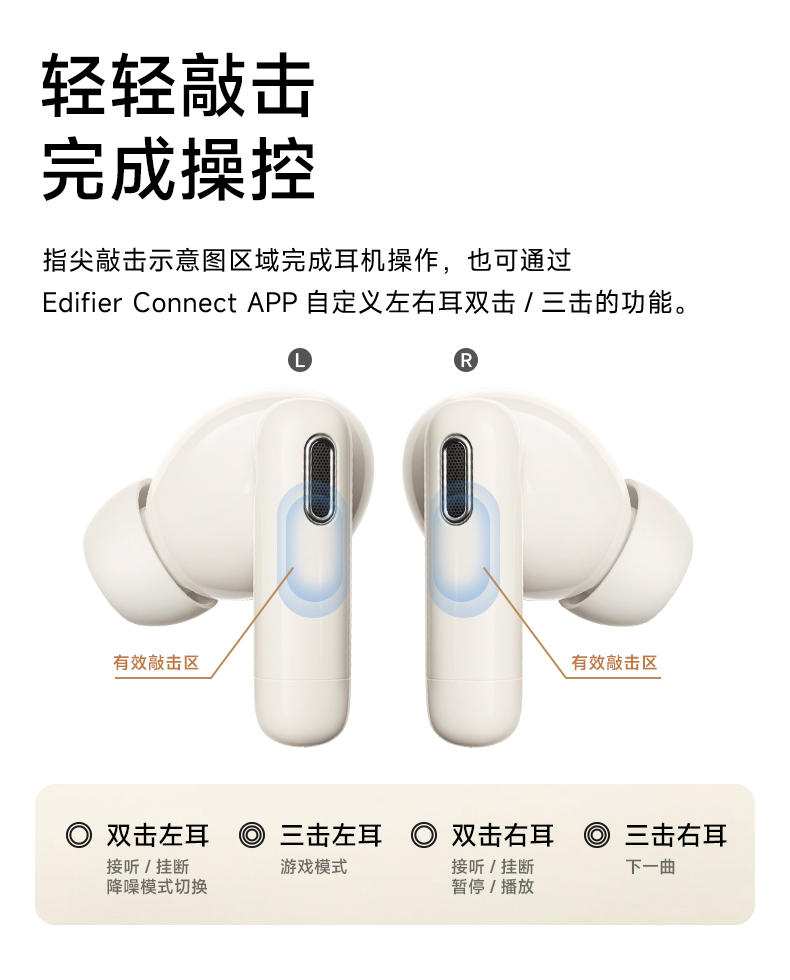 轻轻敲击
完成操控
指尖敲击示意图区域完成耳机操作，也可通过
Edifier Connect APP 自定义左右耳双击 / 三击的功能。
L
R
有效敲击区
有效敲击区
双击左耳
接听 / 挂断
降噪模式切换
三击左耳
游戏模式
双击右耳
接听 / 挂断
暂停 / 播放
三击右耳
下一曲